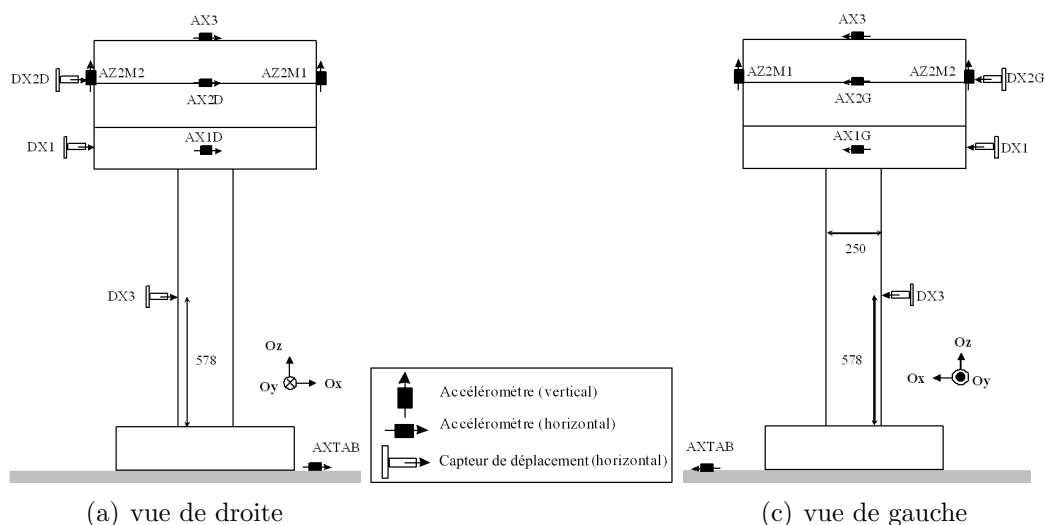 AX3
DX2D
AZ2M2
AZ2M1
AX2D
DX1
AX1D
DX3
578
Oz
Oy
Ox
AXTAB
(a) vue de droite
Accéléromètre (vertical)
Accéléromètre (horizontal)
Capteur de déplacement (horizontal)
AX3
AZ2M1
AZ2M2
DX2G
AX2G
AX1G
DX1
250
DX3
578
Oz
Ox
Oy
AXTAB
(c) vue de gauche